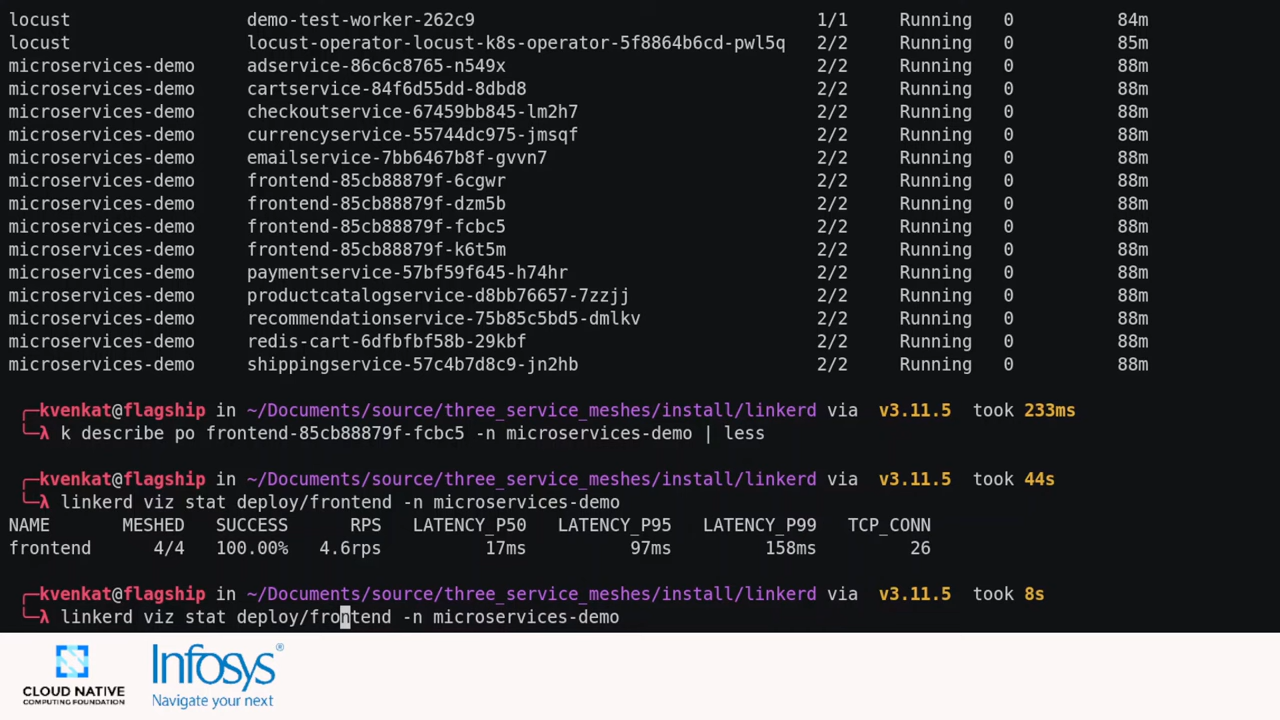 locust demo-test-worker-262c9 1/1 Running 0 84m
locust locust-operator-locust-k8s-operator-5f8864b6cd-pwl5q 2/2 Running 0 85m
microservices-demo adservice-86c6c8765-n549x 2/2 Running 0 88m
microservices-demo cartservice-84f6d55dd-8dbd8 2/2 Running 0 88m
microservices-demo checkoutservice-67459bb845-lm2h7 2/2 Running 0 88m
microservices-demo currencyservice-55744dc975-jmsqf 2/2 Running 0 88m
microservices-demo emailservice-7bb6467b8f-gvvn7 2/2 Running 0 88m
microservices-demo frontend-85cb88879f-6cgwr 2/2 Running 0 88m
microservices-demo frontend-85cb88879f-dzm5b 2/2 Running 0 88m
microservices-demo frontend-85cb88879f-fcbc5 2/2 Running 0 88m
microservices-demo frontend-85cb88879f-k6t5m 2/2 Running 0 88m
microservices-demo paymentservice-57bf59f645-h74hr 2/2 Running 0 88m
microservices-demo productcatalogservice-d8bb76657-7zzjj 2/2 Running 0 88m
microservices-demo recommendationservice-75b85c5bd5-dmlkv 2/2 Running 0 88m
microservices-demo redis-cart-6dfbfbf58b-29kbf 2/2 Running 0 88m
microservices-demo shippingservice-57c4b7d8c9-jn2hb 2/2 Running 0 88m
╭─kvenkat@flagship in ~/Documents/source/three_service_meshes/install/linkerd via v3.11.5 took 233ms
╰─λ k describe po frontend-85cb88879f-fcbc5 -n microservices-demo | less
╭─kvenkat@flagship in ~/Documents/source/three_service_meshes/install/linkerd via v3.11.5 took 44s
╰─λ linkerd viz stat deploy/frontend -n microservices-demo
NAME MESHED SUCCESS RPS LATENCY_P50 LATENCY_P95 LATENCY_P99 TCP_CONN
frontend 4/4 100.00% 4.6rps 17ms 97ms 158ms 26
╭─kvenkat@flagship in ~/Documents/source/three_service_meshes/install/linkerd via v3.11.5 took 8s
╰─λ linkerd viz stat deploy/frontend -n microservices-demo
CLOUD NATIVE
COMPUTING FOUNDATION
Infosys®
Navigate your next